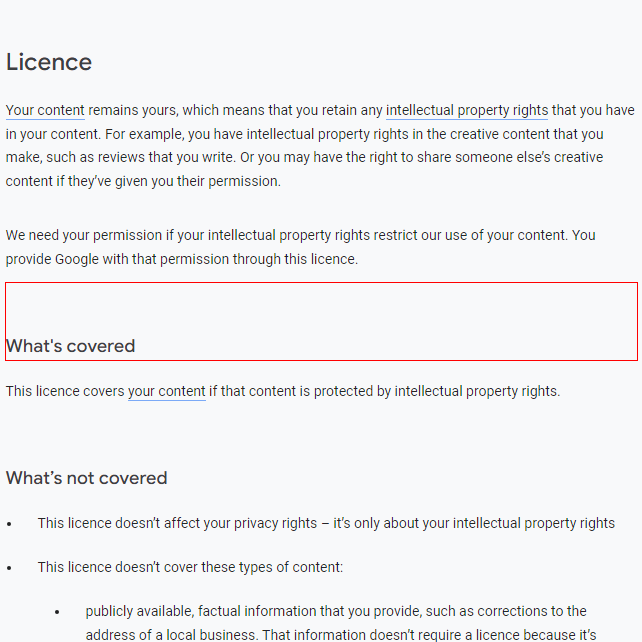 Licence
Your content remains yours, which means that you retain any intellectual property rights that you have
in your content. For example, you have intellectual property rights in the creative content that you
make, such as reviews that you write. Or you may have the right to share someone else’s creative
content if they’ve given you their permission.
We need your permission if your intellectual property rights restrict our use of your content. You
provide Google with that permission through this licence.
What's covered
This licence covers your content if that content is protected by intellectual property rights.
What’s not covered
• This licence doesn’t affect your privacy rights – it’s only about your intellectual property rights
• This licence doesn’t cover these types of content:
• publicly available, factual information that you provide, such as corrections to the
address of a local business. That information doesn’t require a licence because it’s